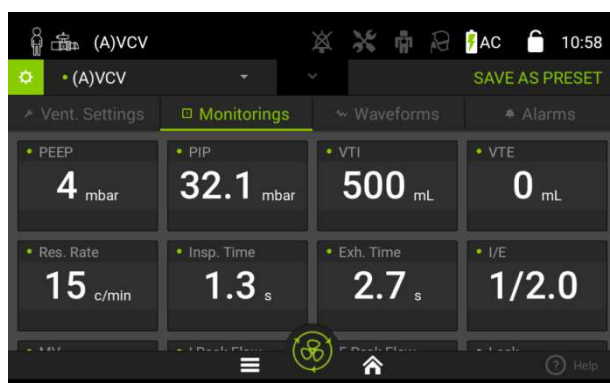 (A)VCV AC 10:58
(A)VCV SAVE AS PRESET
Vent. Settings Monitorings Waveforms Alarms
PEEP PIP VTI VTE
4 mbar 32.1 mbar 500 mL 0 mL
Res. Rate Insp. Time Exh. Time I/E
15 c/min 1.3 s 2.7 s 1/2.0
Help